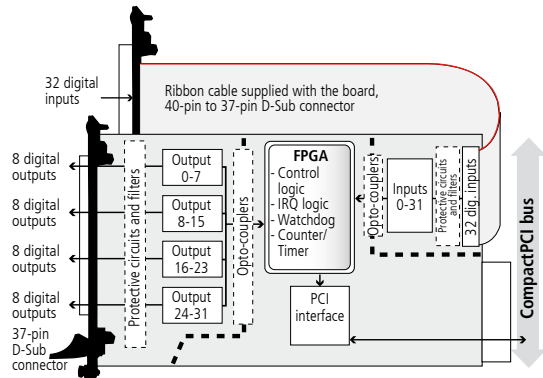 32 digital
inputs
Ribbon cable supplied with the board,
40-pin to 37-pin D-Sub connector
8 digital
outputs
8 digital
outputs
8 digital
outputs
8 digital
outputs
37-pin
D-Sub
connector
Protective circuits and filters
Output
0-7
Output
8-15
Output
16-23
Output
24-31
Opto-couplers
FPGA
- Control
logic
- IRQ logic
- Watchdog
- Counter/
Timer
PCI
interface
Opto-couplers
Inputs
0-31
Protective circuits
and filters
32 dig. inputs
CompactPCI bus